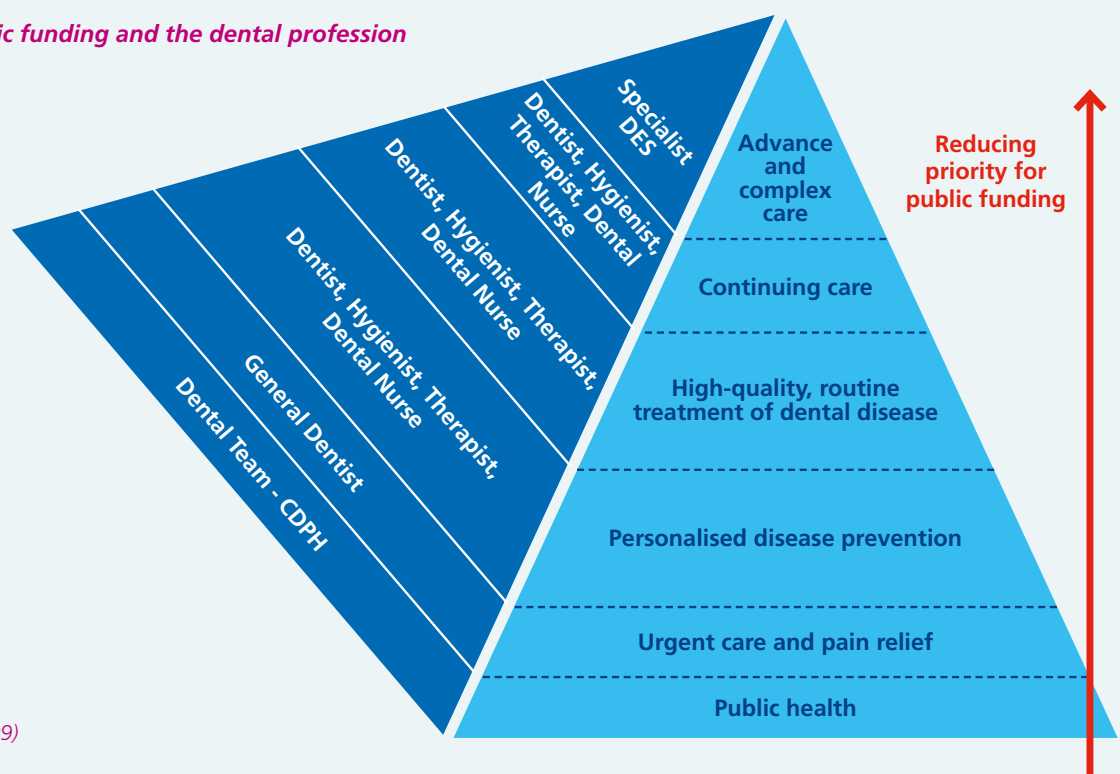 ic funding and the dental profession
Specialist
DES
Dentist, Hygienist,
Therapist, Dental
Nurse
Dentist, Hygienist, Therapist,
Dental Nurse
Dentist, Hygienist, Therapist,
Dental Nurse
General Dentist
Dental Team - CDPH
Advance
and
complex
care
Continuing care
High-quality, routine
treatment of dental disease
Personalised disease prevention
Urgent care and pain relief
Public health
Reducing
priority for
public funding
9)